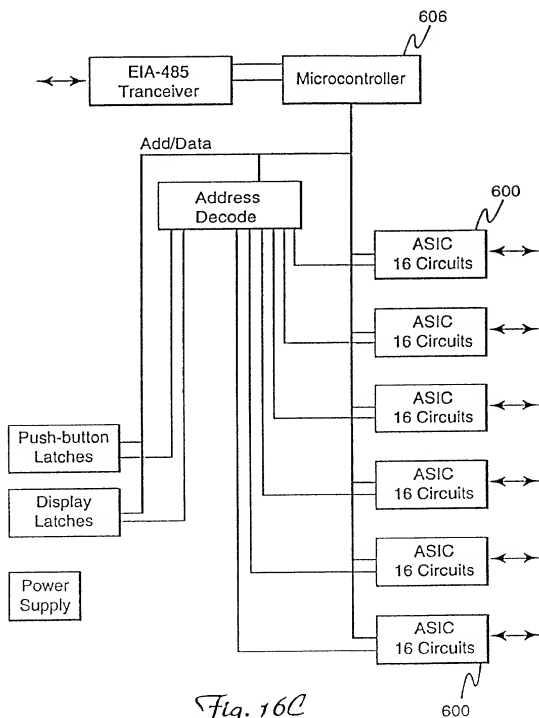 606
EIA-485
Tranceiver
Microcontroller
Add/Data
Address
Decode
600
ASIC
16 Circuits
ASIC
16 Circuits
ASIC
16 Circuits
Push-button
Latches
ASIC
16 Circuits
Display
Latches
ASIC
16 Circuits
Power
Supply
ASIC
16 Circuits
600
Fig. 16C